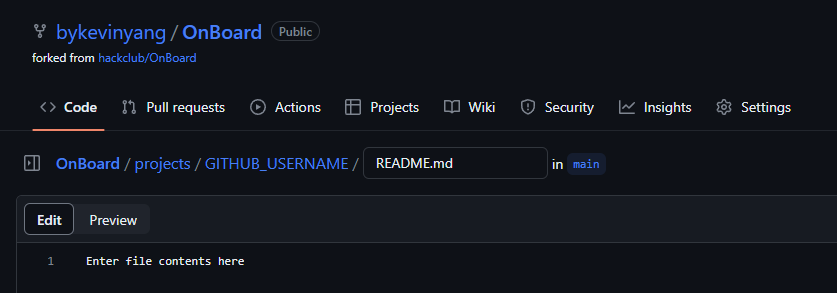 bykevinyang / OnBoard Public
forked from hackclub/OnBoard
Code Pull requests Actions Projects Wiki Security Insights Settings
OnBoard / projects / GITHUB_USERNAME / README.md in main
Edit Preview
1 Enter file contents here